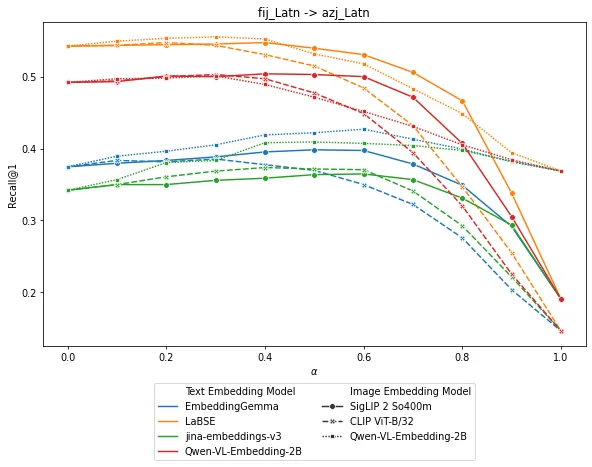 fij_Latn -> azj_Latn
Recall@1
0.5
0.4
0.3
0.2
0.0 0.2 0.4 0.6 0.8 1.0
α
Text Embedding Model Image Embedding Model
EmbeddingGemma SigLIP 2 So400m
LaBSE CLIP ViT-B/32
jina-embeddings-v3 Qwen-VL-Embedding-2B
Qwen-VL-Embedding-2B